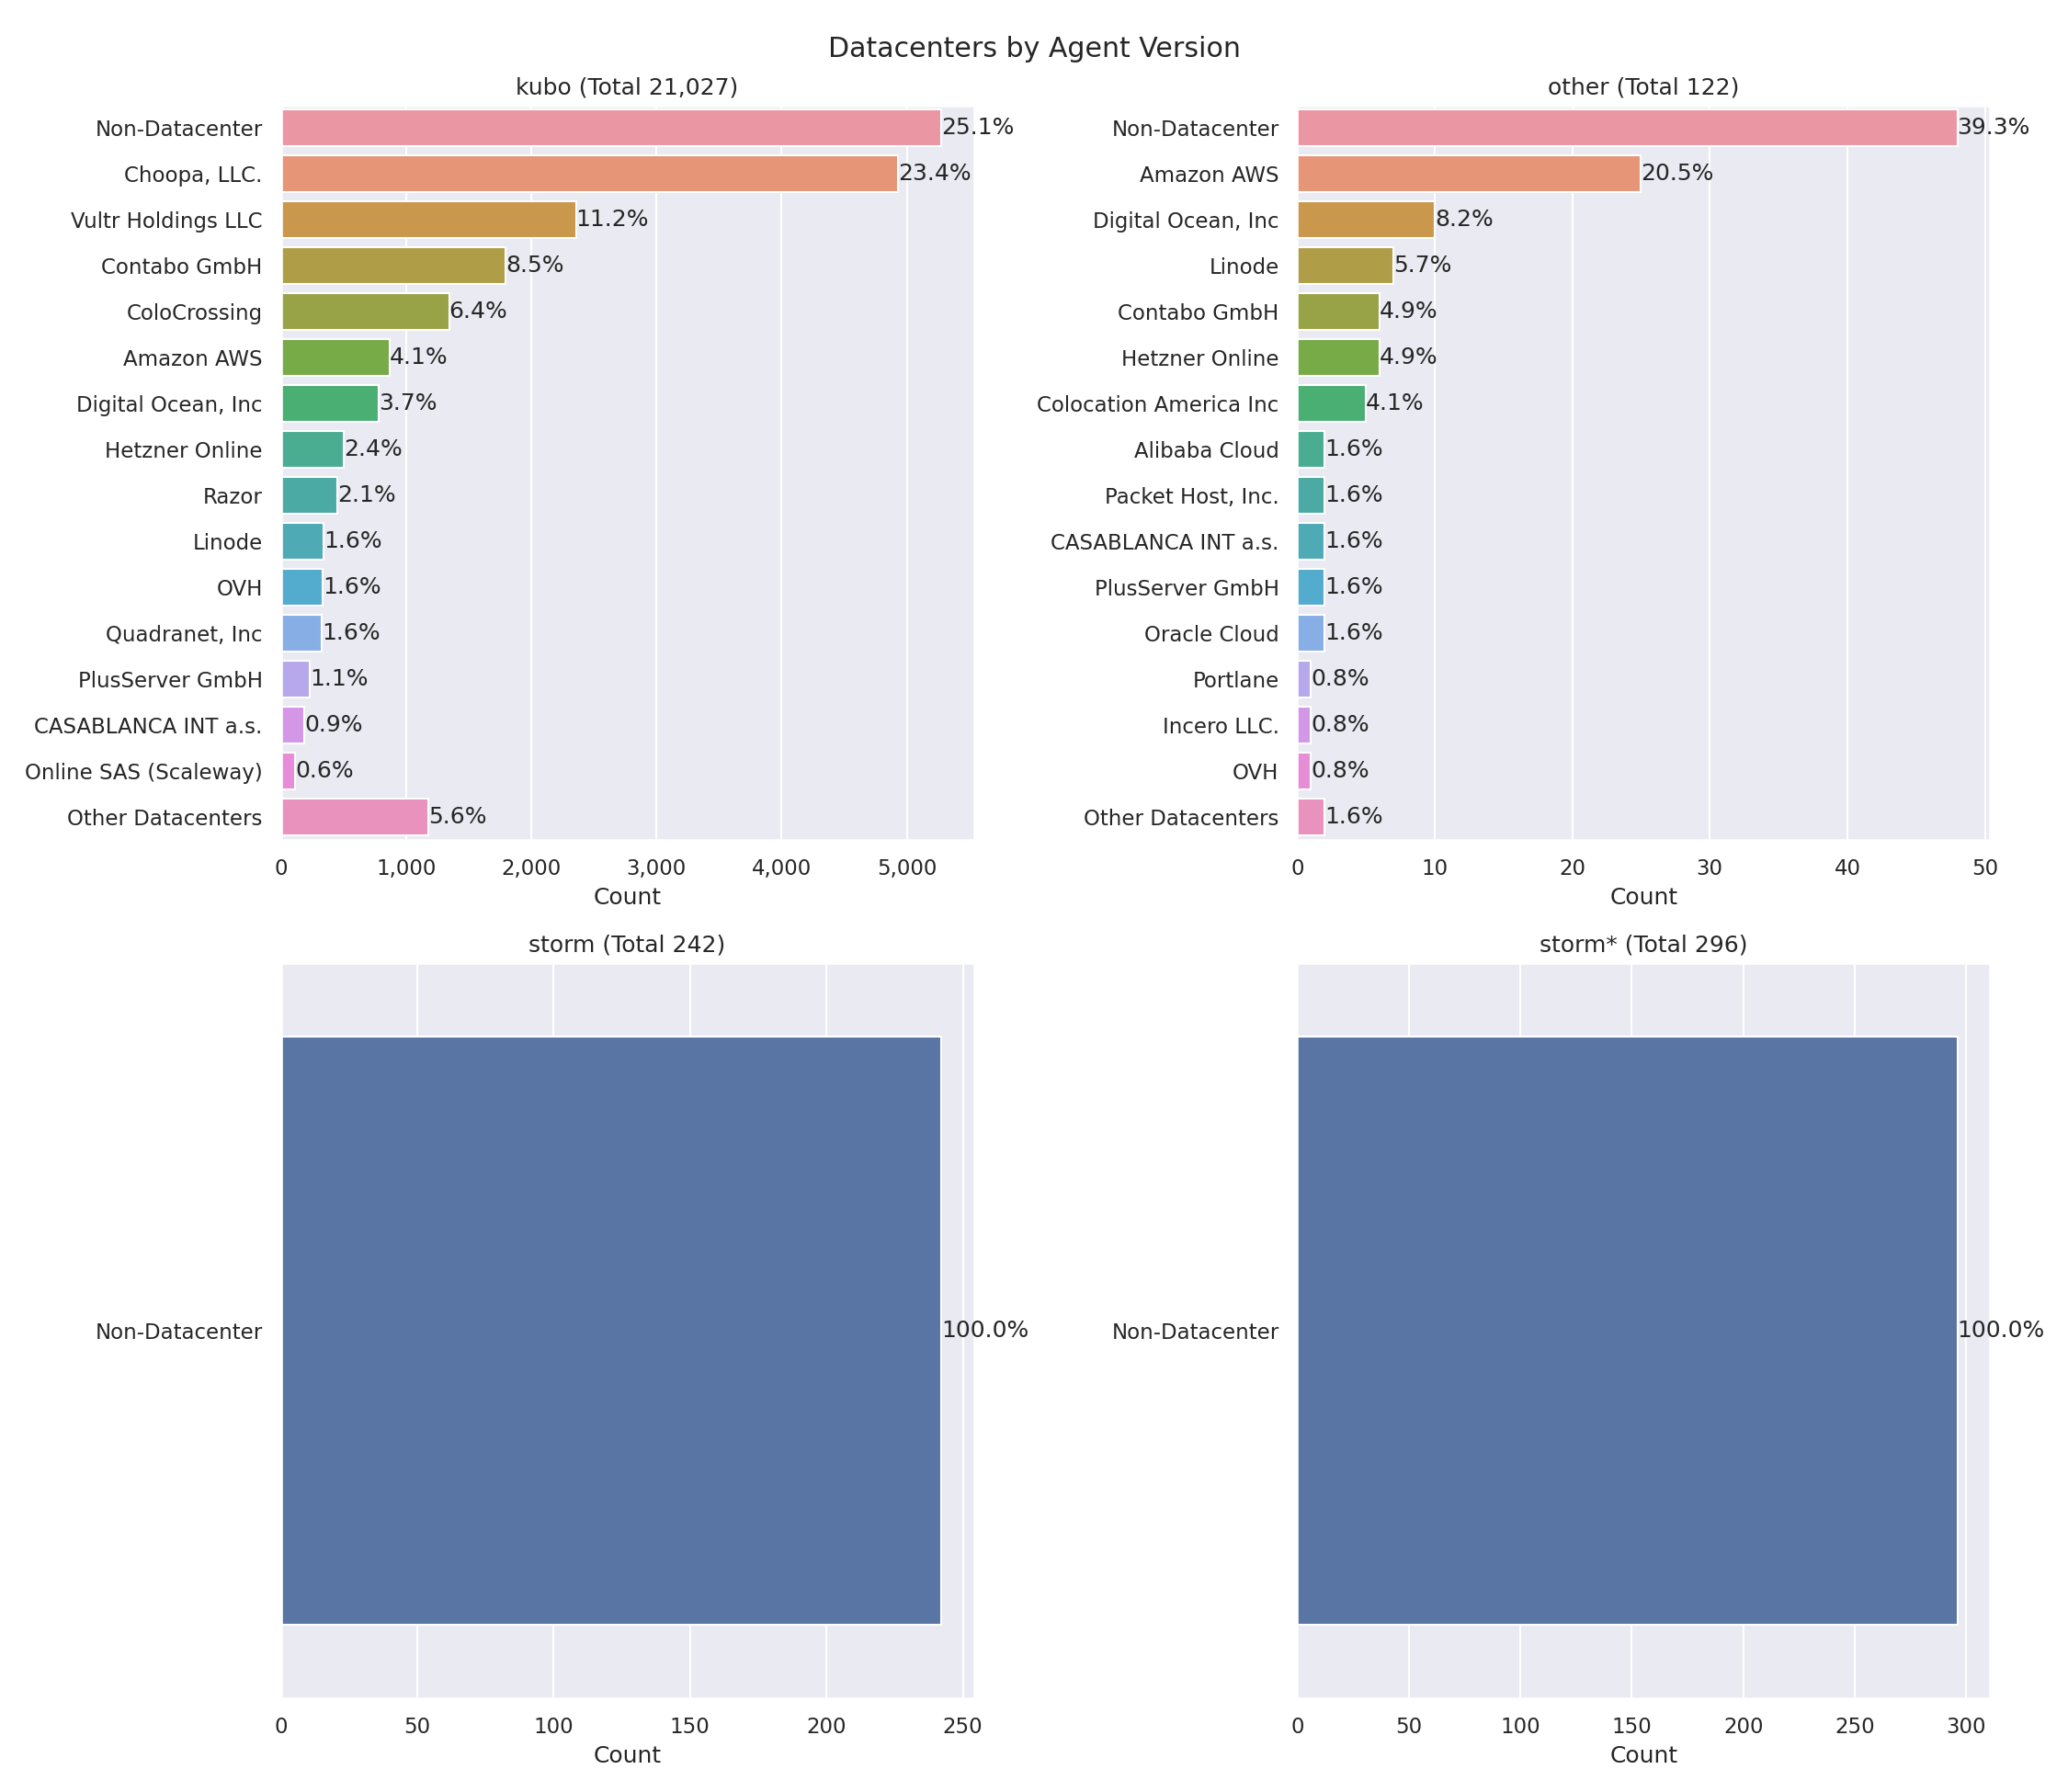 Datacenters by Agent Version
kubo (Total 21,027)
Non-Datacenter 25.1%
Choopa, LLC. 23.4%
Vultr Holdings LLC 11.2%
Contabo GmbH 8.5%
ColoCrossing 6.4%
Amazon AWS 4.1%
Digital Ocean, Inc 3.7%
Hetzner Online 2.4%
Razor 2.1%
Linode 1.6%
OVH 1.6%
Quadranet, Inc 1.6%
PlusServer GmbH 1.1%
CASABLANCA INT a.s. 0.9%
Online SAS (Scaleway) 0.6%
Other Datacenters 5.6%
0 1,000 2,000 3,000 4,000 5,000
Count
other (Total 122)
Non-Datacenter 39.3%
Amazon AWS 20.5%
Digital Ocean, Inc 8.2%
Linode 5.7%
Contabo GmbH 4.9%
Hetzner Online 4.9%
Colocation America Inc 4.1%
Alibaba Cloud 1.6%
Packet Host, Inc. 1.6%
CASABLANCA INT a.s. 1.6%
PlusServer GmbH 1.6%
Oracle Cloud 1.6%
Portlane 0.8%
Incero LLC. 0.8%
OVH 0.8%
Other Datacenters 1.6%
0 10 20 30 40 50
Count
storm (Total 242)
Non-Datacenter 100.0%
0 50 100 150 200 250
Count
storm* (Total 296)
Non-Datacenter 100.0%
0 50 100 150 200 250 300
Count